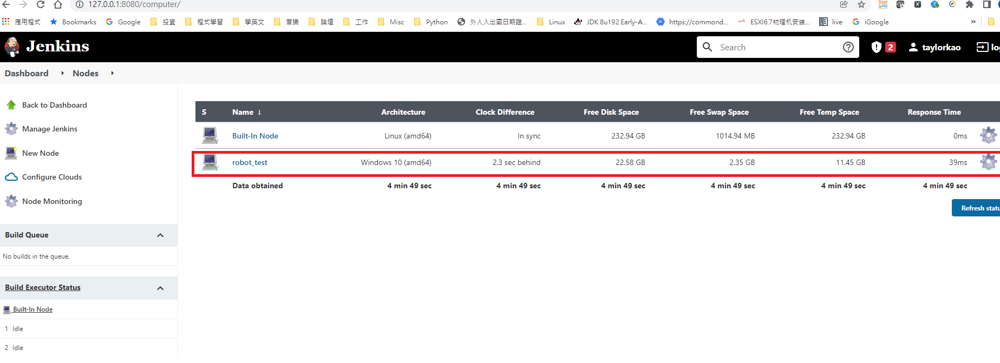 127.0.0.1:8080/computer/
應用程式 Bookmarks Google 投資 程式學習 學英文 音樂 論壇 工作 Misc Python 外人入出國日期證... Linux JDK 8u192 Early-A... https://commond... ESXI6.7物理机安装... live iGoogle »
Jenkins Search 2 taylorkao lo
Dashboard Nodes
Back to Dashboard
Manage Jenkins
New Node
Configure Clouds
Node Monitoring
Build Queue
No builds in the queue.
Build Executor Status
Built-In Node
1 Idle
2 Idle
S Name ↓ Architecture Clock Difference Free Disk Space Free Swap Space Free Temp Space Response Time
Built-In Node Linux (amd64) In sync 232.94 GB 1014.94 MB 232.94 GB 0ms
robot_test Windows 10 (amd64) 2.3 sec behind 22.58 GB 2.35 GB 11.45 GB 39ms
Data obtained 4 min 49 sec 4 min 49 sec 4 min 49 sec 4 min 49 sec 4 min 49 sec 4 min 49 sec
Refresh statu